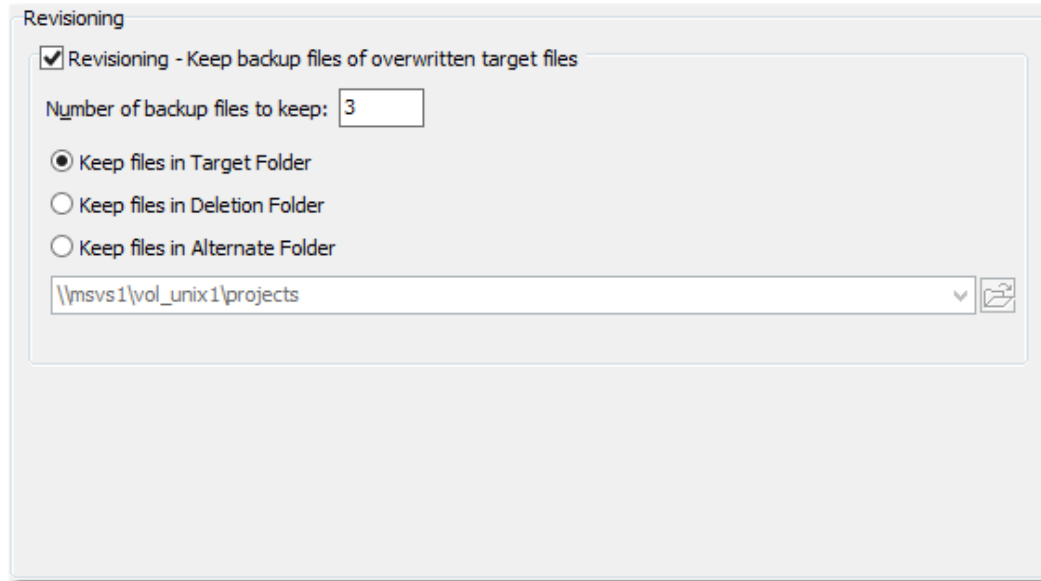 Revisioning
Revisioning - Keep backup files of overwritten target files
Number of backup files to keep: 3
Keep files in Target Folder
Keep files in Deletion Folder
Keep files in Alternate Folder
\\msvs1\vol_unix1\projects